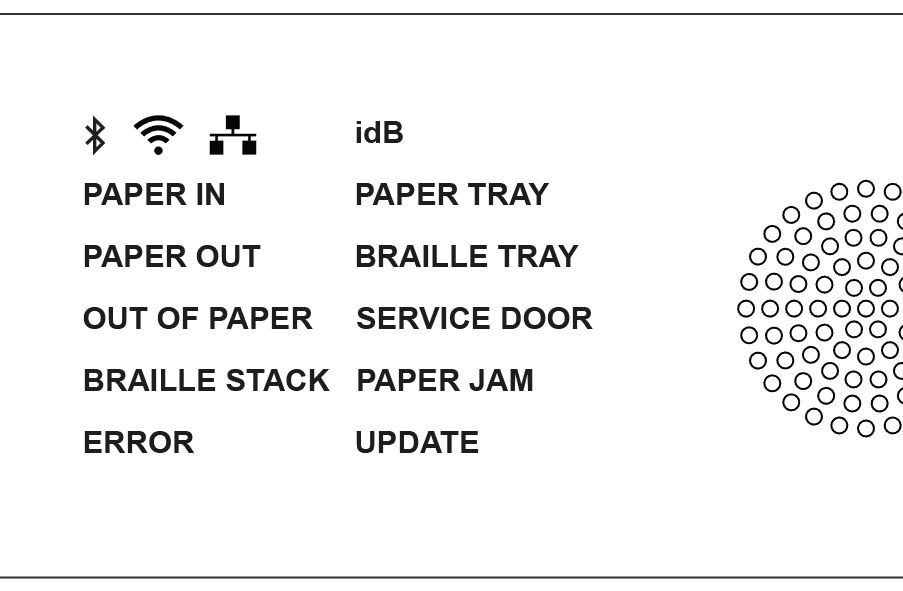 idB
PAPER IN PAPER TRAY
PAPER OUT BRAILLE TRAY
OUT OF PAPER SERVICE DOOR
BRAILLE STACK PAPER JAM
ERROR UPDATE